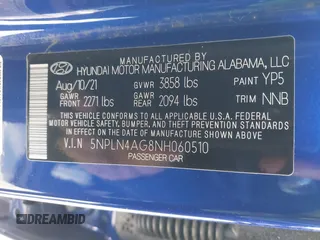 MANUFACTURED BY
HYUNDAI MOTOR MANUFACTURING ALABAMA, LLC
Aug/10/21 GVWR 3858 lbs PAINT YP5
GAWR FRONT 2271 lbs GAWR REAR 2094 lbs TRIM NNB
THIS VEHICLE CONFORMS TO ALL APPLICABLE U.S. FEDERAL
MOTOR VEHICLE SAFETY, BUMPER, AND THEFT PREVENTION
STANDARDS IN EFFECT ON THE DATE OF MANUFACTURE SHOWN ABOVE.
V.I.N 5NPLN4AG8NH060510
PASSENGER CAR
DREAMBID